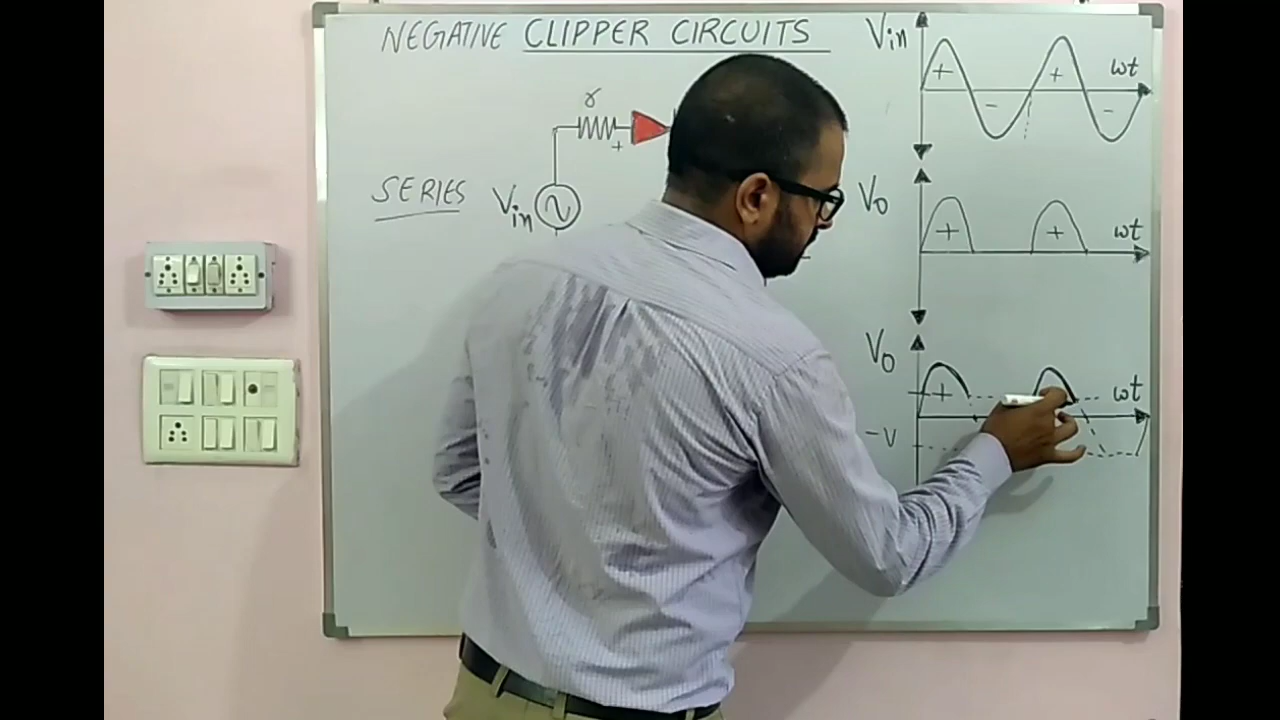 NEGATIVE CLIPPER CIRCUITS
r
+
SERIES
Vin
Vin
+
-
+
-
ωt
Vo
+
+
ωt
Vo
+
ωt
-V